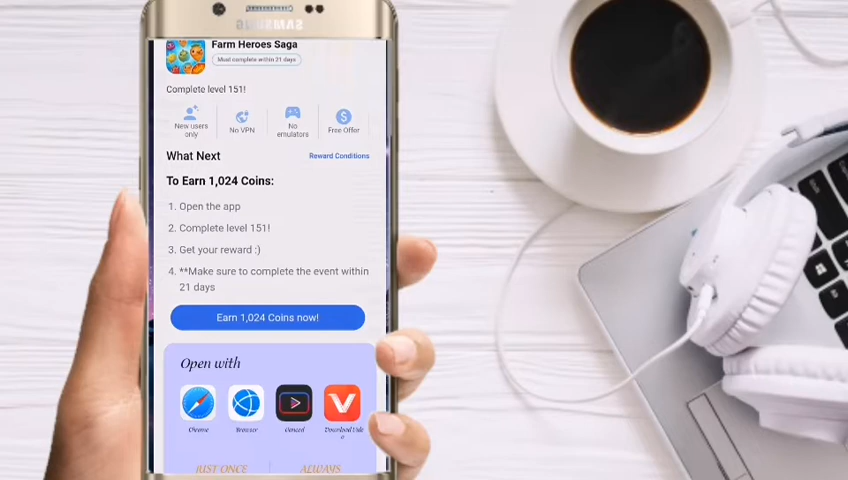 SAMSUNG
Farm Heroes Saga
Must complete within 21 days
Complete level 151!
New users only
No VPN
No emulators
Free Offer
What Next
Reward Conditions
To Earn 1,024 Coins:
1. Open the app
2. Complete level 151!
3. Get your reward :)
4. **Make sure to complete the event within
21 days
Earn 1,024 Coins now!
Open with
Chrome
Browser
Download Video
JUST ONCE
ALWAYS